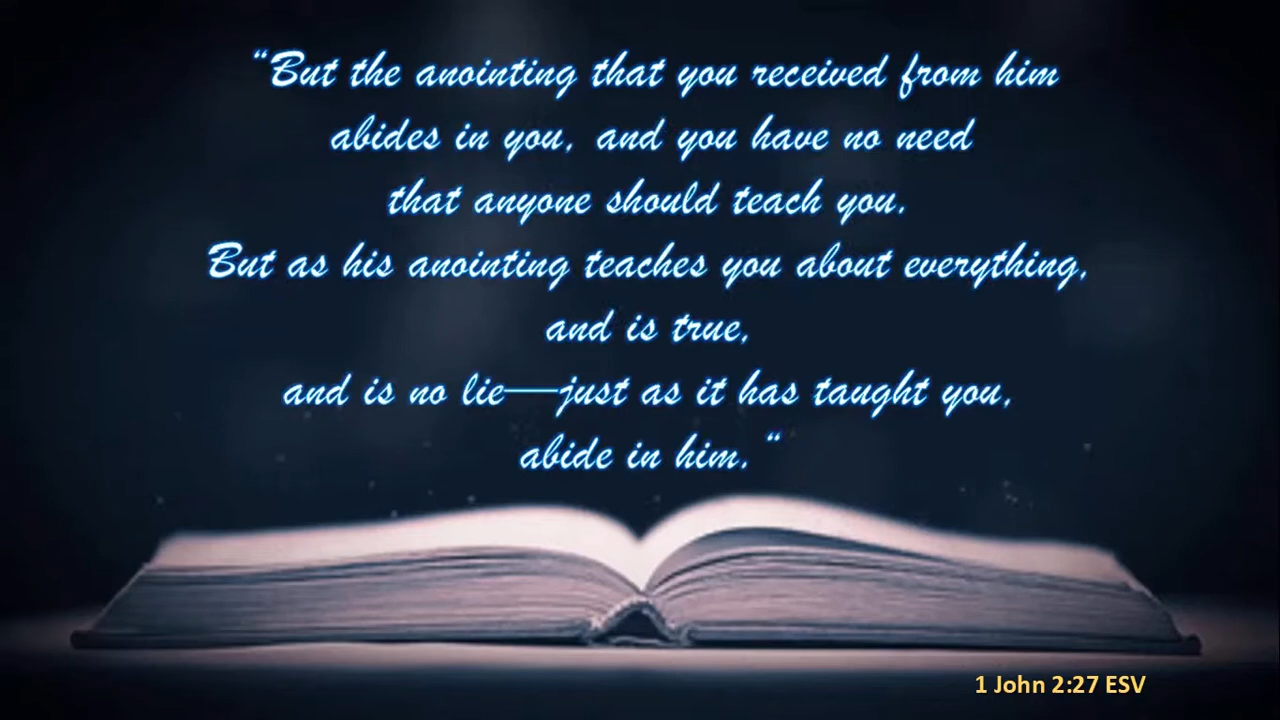 “But the anointing that you received from him
abides in you, and you have no need
that anyone should teach you.
But as his anointing teaches you about everything,
and is true,
and is no lie—just as it has taught you,
abide in him. “
1 John 2:27 ESV